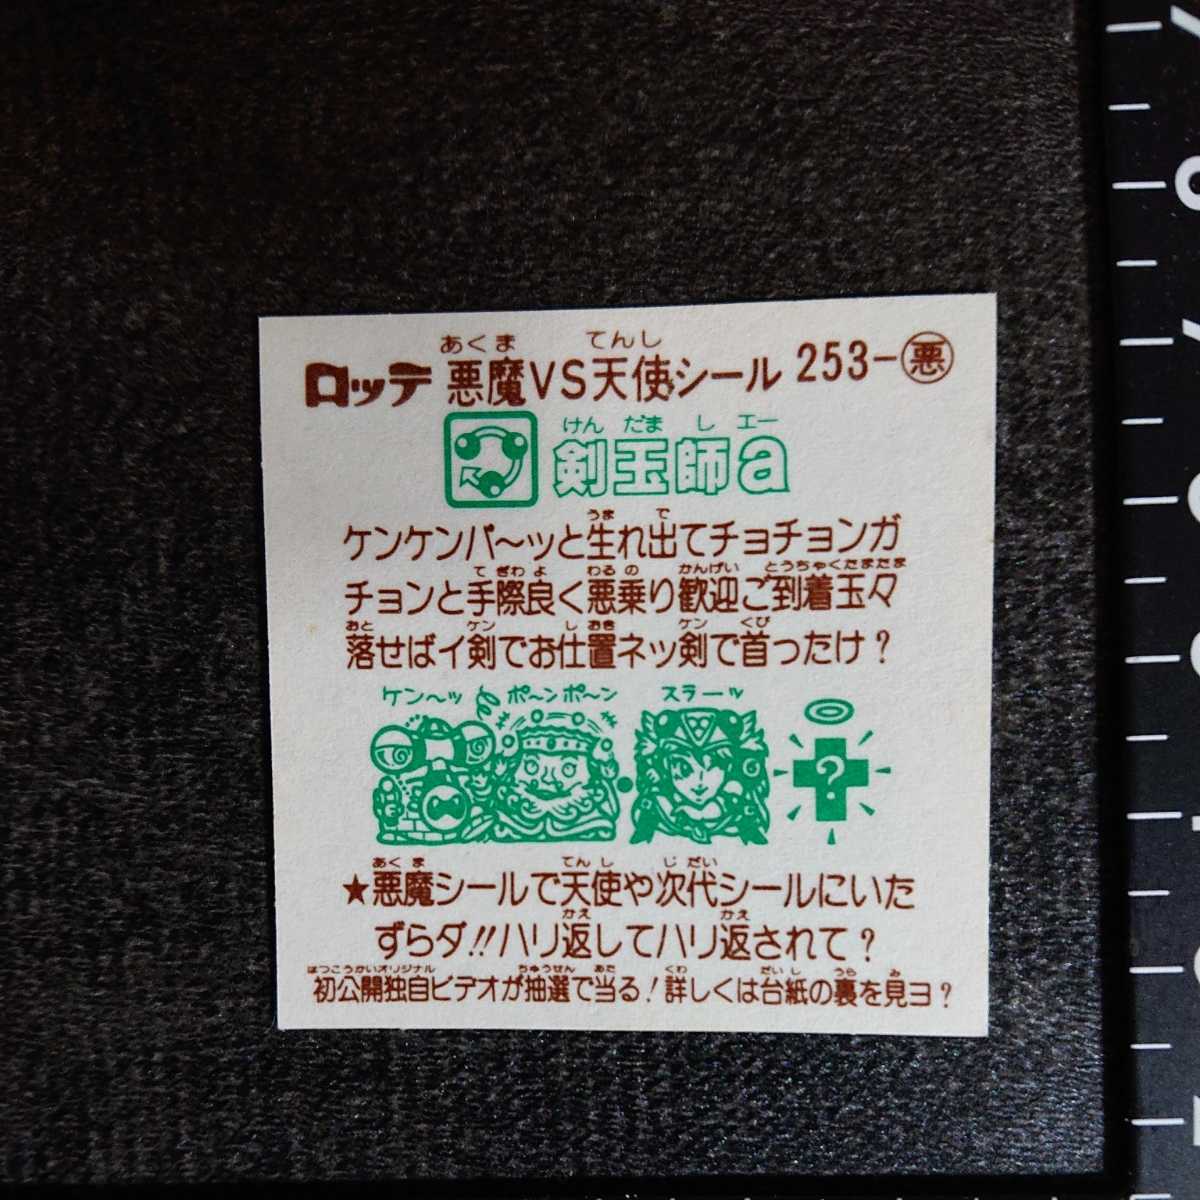 あくま てんし
ロッテ 悪魔VS天使シール 253-悪
けん だま し エー
剣玉師a
うま で
ケンケンパ〜ッと生れ出てチョチョンガ
て ぎわ よ わる の かんげい とうちゃくたまたま
チョンと手際良く悪乗り歓迎ご到着玉々
おと ケン し おき ケン くび
落せばイ剣でお仕置ネッ剣で首ったけ？
ケン〜ッ ポ〜ンポ〜ン スラーッ
?
あく ま てん し じ だい
★悪魔シールで天使や次代シールにいた
かえ かえ
ずらダ!!ハリ返してハリ返されて？
はつこうかいオリジナル ちゅうせん あた くわ だい し うら み
初公開独自ビデオが抽選で当る！詳しくは台紙の裏を見ヨ？